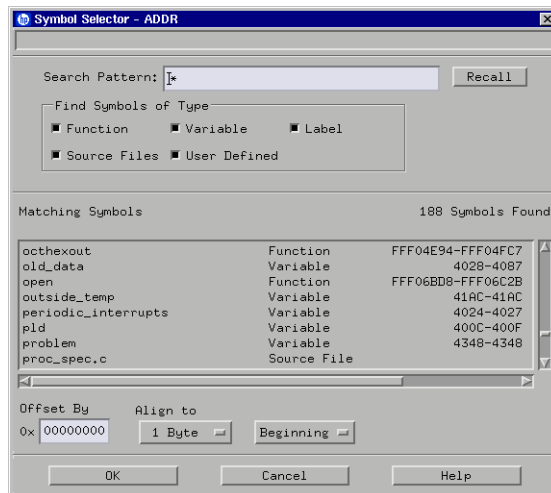 hp Symbol Selector - ADDR
Search Pattern: *
Recall
Find Symbols of Type
Function Variable Label
Source Files User Defined
Matching Symbols 188 Symbols Found
octhexout Function FFF04E94-FFF04FC7
old_data Variable 4028-4087
open Function FFF06BD8-FFF06C2B
outside_temp Variable 41AC-41AC
periodic_interrupts Variable 4024-4027
pld Variable 400C-400F
problem Variable 4348-4348
proc_spec.c Source File
Offset By Align to
0x 00000000 1 Byte Beginning
OK Cancel Help